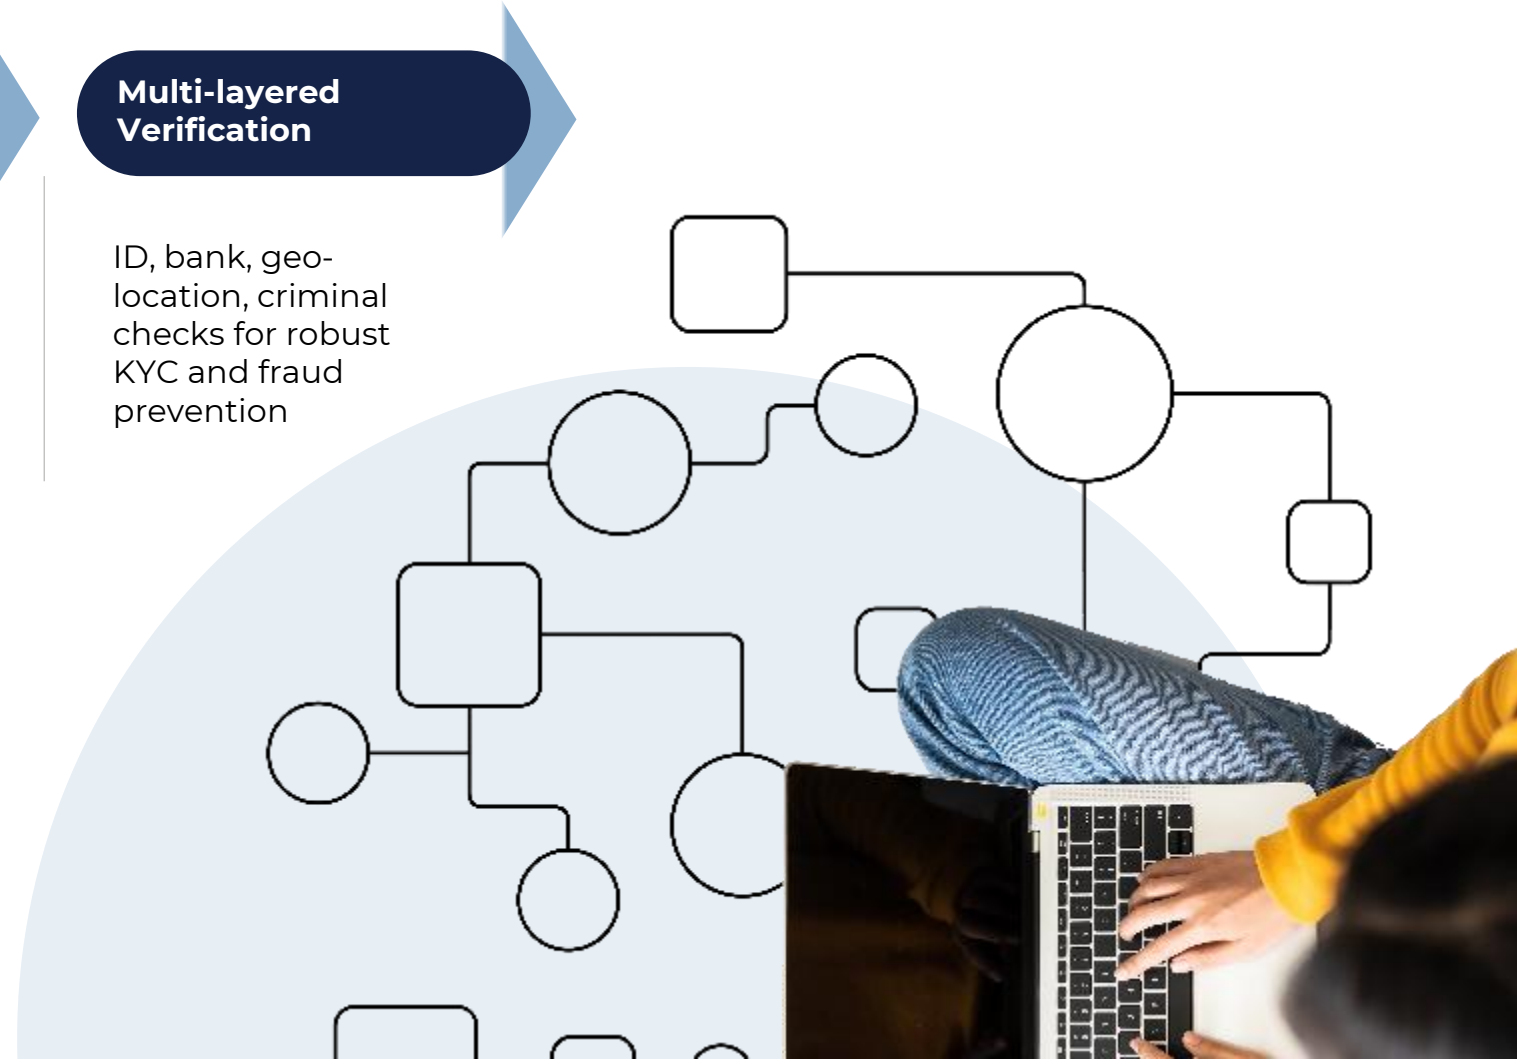 Multi-layered
Verification
ID, bank, geo-
location, criminal
checks for robust
KYC and fraud
prevention